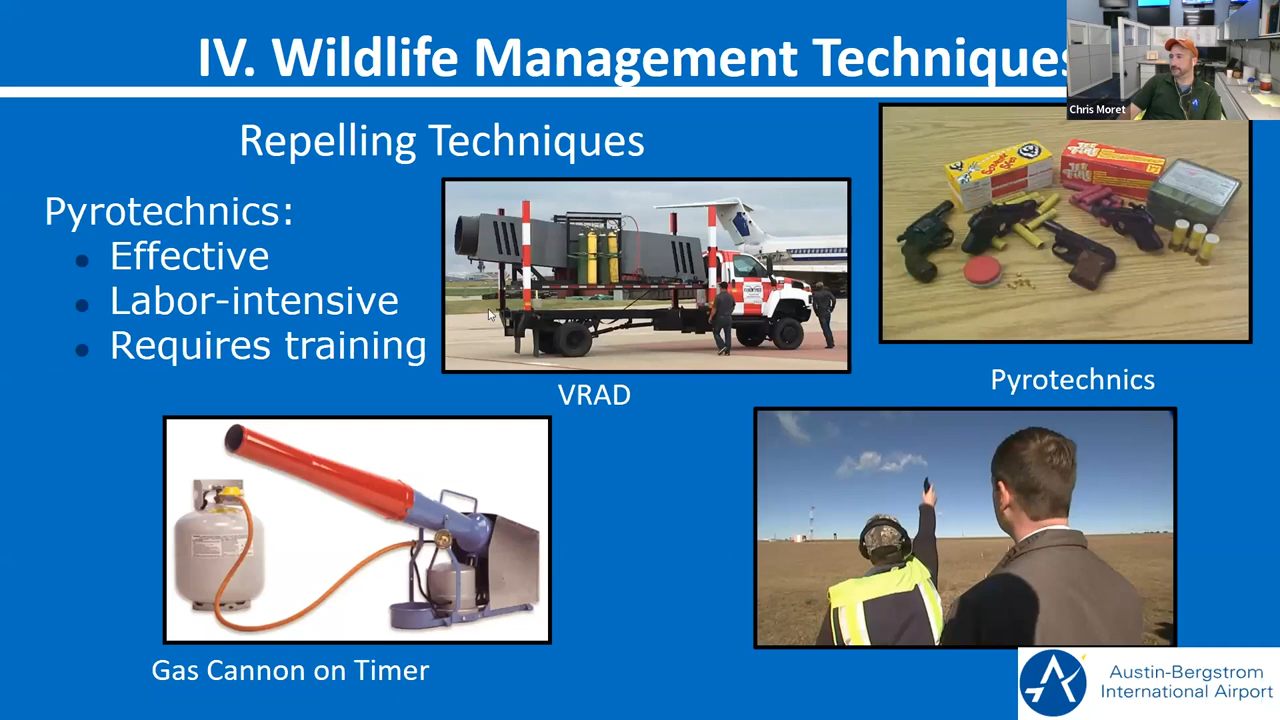 IV. Wildlife Management Techniques
Chris Moret
Repelling Techniques
Pyrotechnics:
Effective
Labor-intensive
Requires training
VRAD
Pyrotechnics
Gas Cannon on Timer
Austin-Bergstrom
International Airport